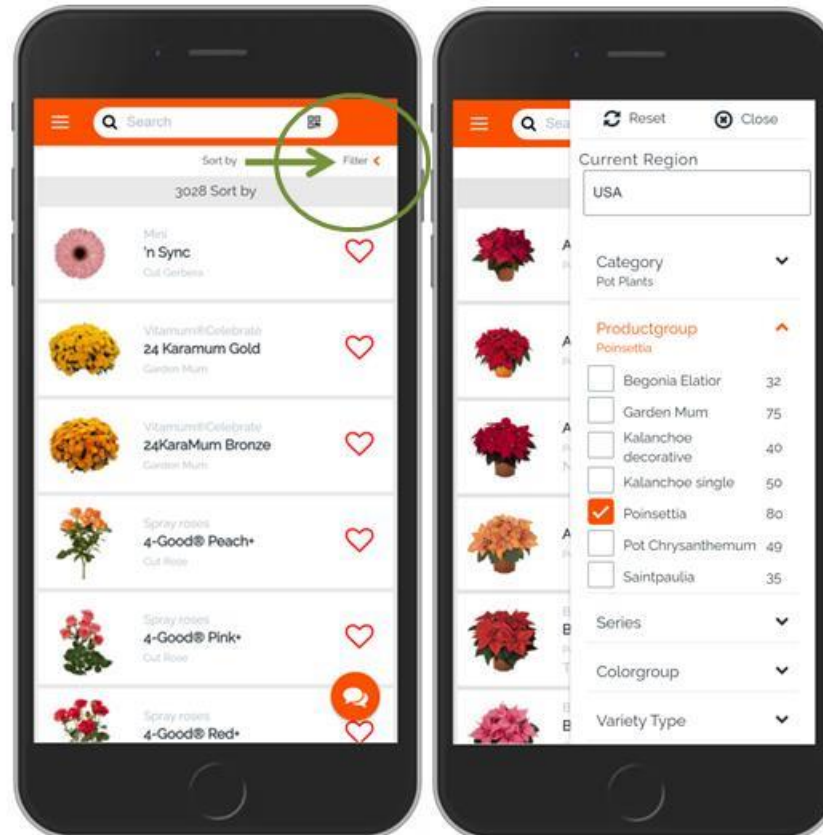 Search
Sort by
Filter
3028 Sort by
Mini
'n Sync
Cut Gerbera
Vitamum®Celebrate
24 Karamum Gold
Garden Mum
Vitamum®Celebrate
24KaraMum Bronze
Garden Mum
Spray roses
4-Good® Peach+
Cut Rose
Spray roses
4-Good® Pink+
Cut Rose
Spray roses
4-Good® Red+
Sea
Reset
Close
Current Region
USA
Category
Pot Plants
Productgroup
Poinsettia
Begonia Elatior 32
Garden Mum 75
Kalanchoe
decorative 40
Kalanchoe single 50
Poinsettia 80
Pot Chrysanthemum 49
Saintpaulia 35
Series
Colorgroup
Variety Type
A
A
A
A
B
B